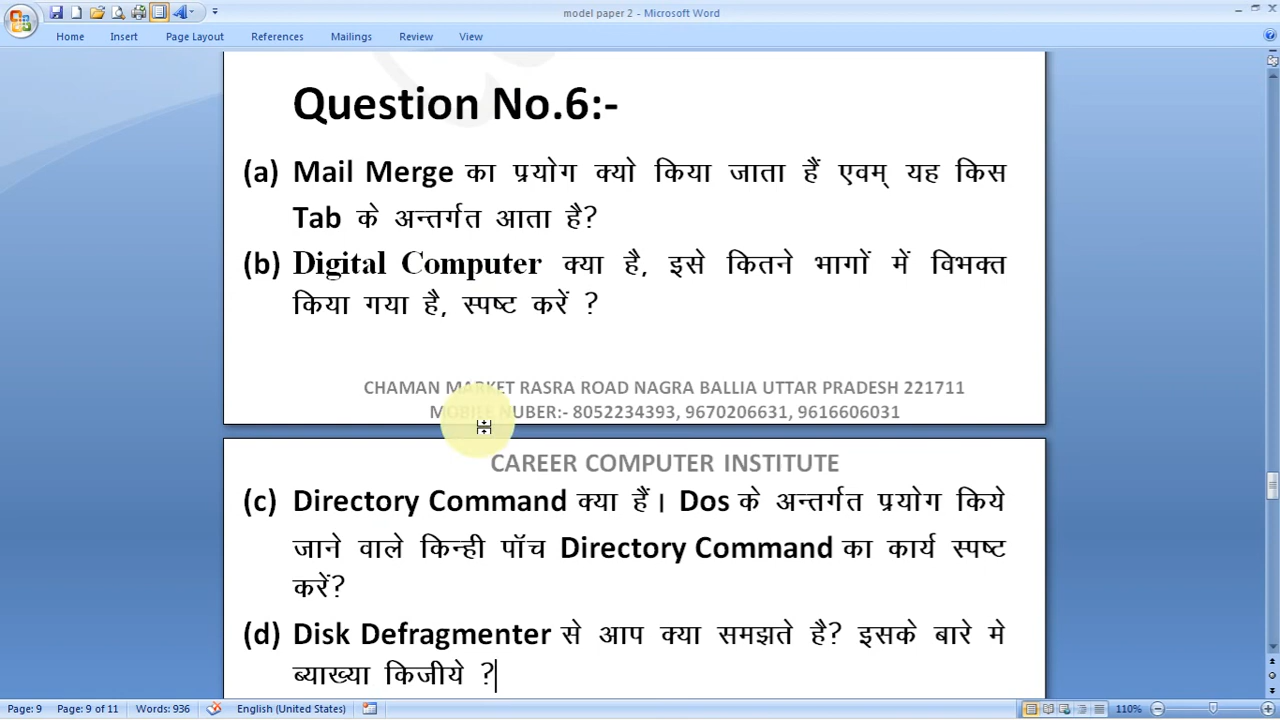 model paper 2 - Microsoft Word
Home Insert Page Layout References Mailings Review View
Question No.6:-
(a) Mail Merge का प्रयोग क्यो किया जाता हैं एवम् यह किस
Tab के अन्तर्गत आता है?
(b) Digital Computer क्या है, इसे कितने भागों में विभक्त
किया गया है, स्पष्ट करें ?
CHAMAN MARKET RASRA ROAD NAGRA BALLIA UTTAR PRADESH 221711
MOBILE NUBER:- 8052234393, 9670206631, 9616606031
CAREER COMPUTER INSTITUTE
(c) Directory Command क्या हैं। Dos के अन्तर्गत प्रयोग किये
जाने वाले किन्ही पॉच Directory Command का कार्य स्पष्ट
करें?
(d) Disk Defragmenter से आप क्या समझते है? इसके बारे मे
ब्याख्या किजीये ?
Page: 9 Page: 9 of 11 Words: 936 English (United States) 110%